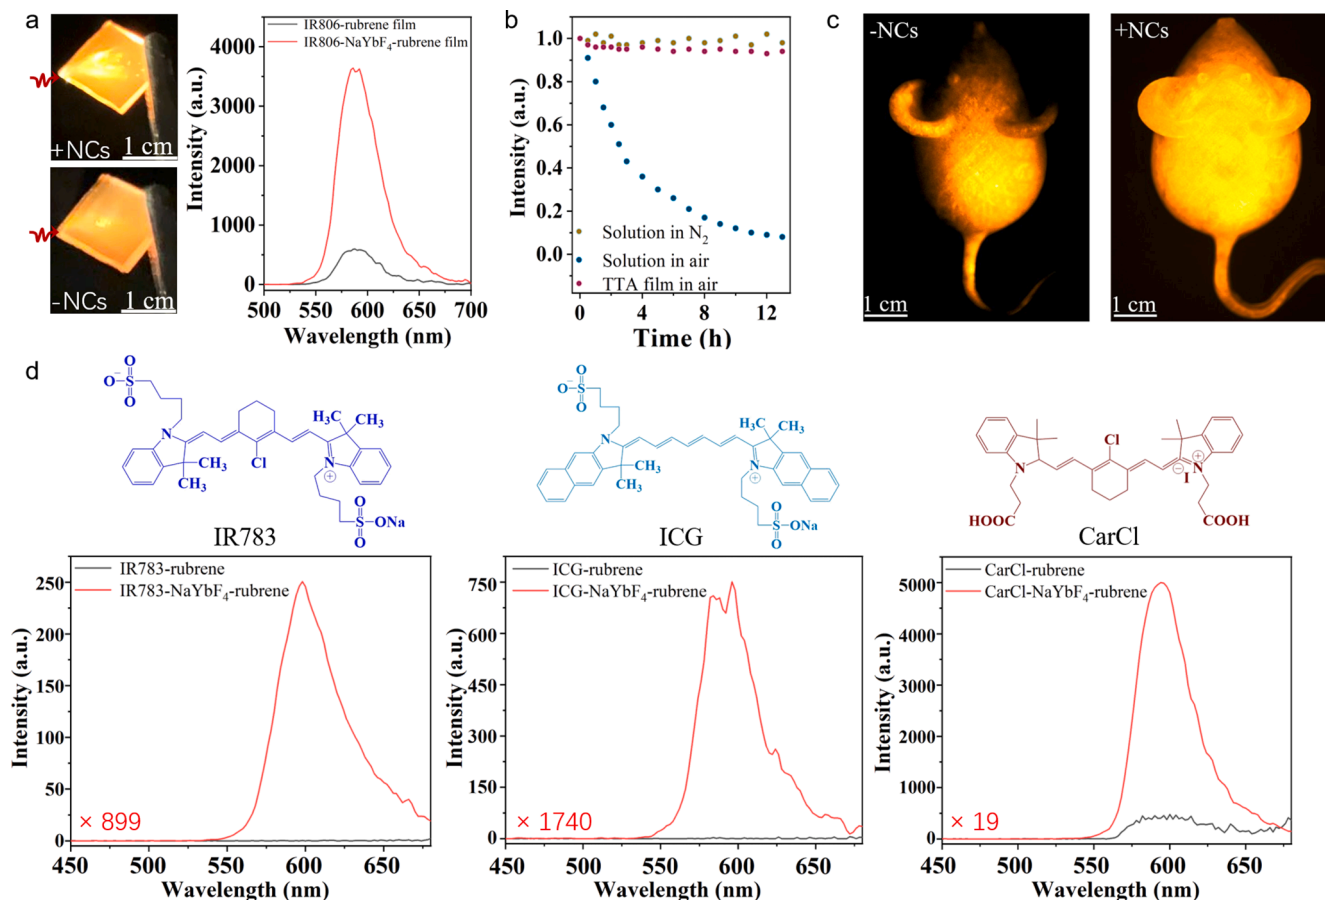 a
+NCs
1 cm
-NCs
1 cm
IR806-rubrene film
IR806-NaYbF4-rubrene film
4000
3000
2000
1000
0
Intensity (a.u.)
500 550 600 650 700
Wavelength (nm)
b
1.0
0.8
0.6
0.4
0.2
0.0
Intensity (a.u.)
Solution in N2
Solution in air
TTA film in air
0 4 8 12
Time (h)
c
-NCs
1 cm
+NCs
1 cm
d
O
O− S
O
N
H3C
CH3
Cl
CH3
CH3
N
+
O
S ONa
O
IR783
O
O− S
O
N
CH3
CH3
CH3
CH3
N
+
O
S ONa
O
ICG
Cl
N
N
+
−I
HOOC
COOH
CarCl
IR783-rubrene
IR783-NaYbF4-rubrene
250
200
150
100
50
0
Intensity (a.u.)
× 899
450 500 550 600 650
Wavelength (nm)
ICG-rubrene
ICG-NaYbF4-rubrene
750
600
450
300
150
0
Intensity (a.u.)
× 1740
450 500 550 600 650
Wavelength (nm)
CarCl-rubrene
CarCl-NaYbF4-rubrene
5000
4000
3000
2000
1000
0
Intensity (a.u.)
× 19
450 500 550 600 650
Wavelength (nm)